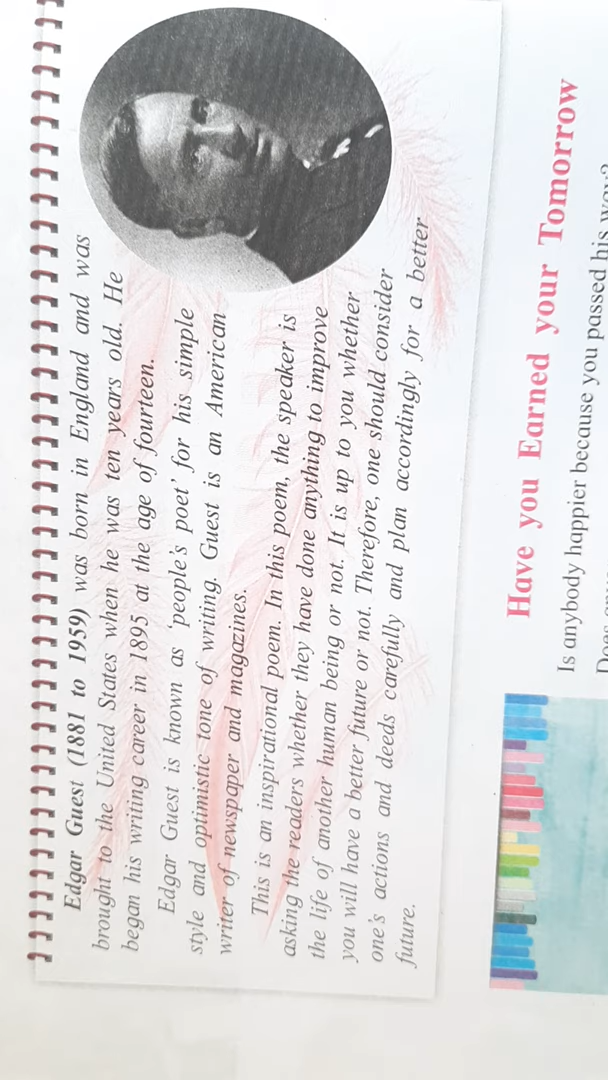 Edgar Guest (1881 to 1959) was born in England and was
brought to the United States when he was ten years old. He
began his writing career in 1895 at the age of fourteen.
Edgar Guest is known as 'people's poet' for his simple
style and optimistic tone of writing. Guest is an American
writer of newspaper and magazines.
This is an inspirational poem. In this poem, the speaker is
asking the readers whether they have done anything to improve
the life of another human being or not. It is up to you whether
you will have a better future or not. Therefore, one should consider
one's actions and deeds carefully and plan accordingly for a better
future.
Have you Earned your Tomorrow
Is anybody happier because you passed his way?